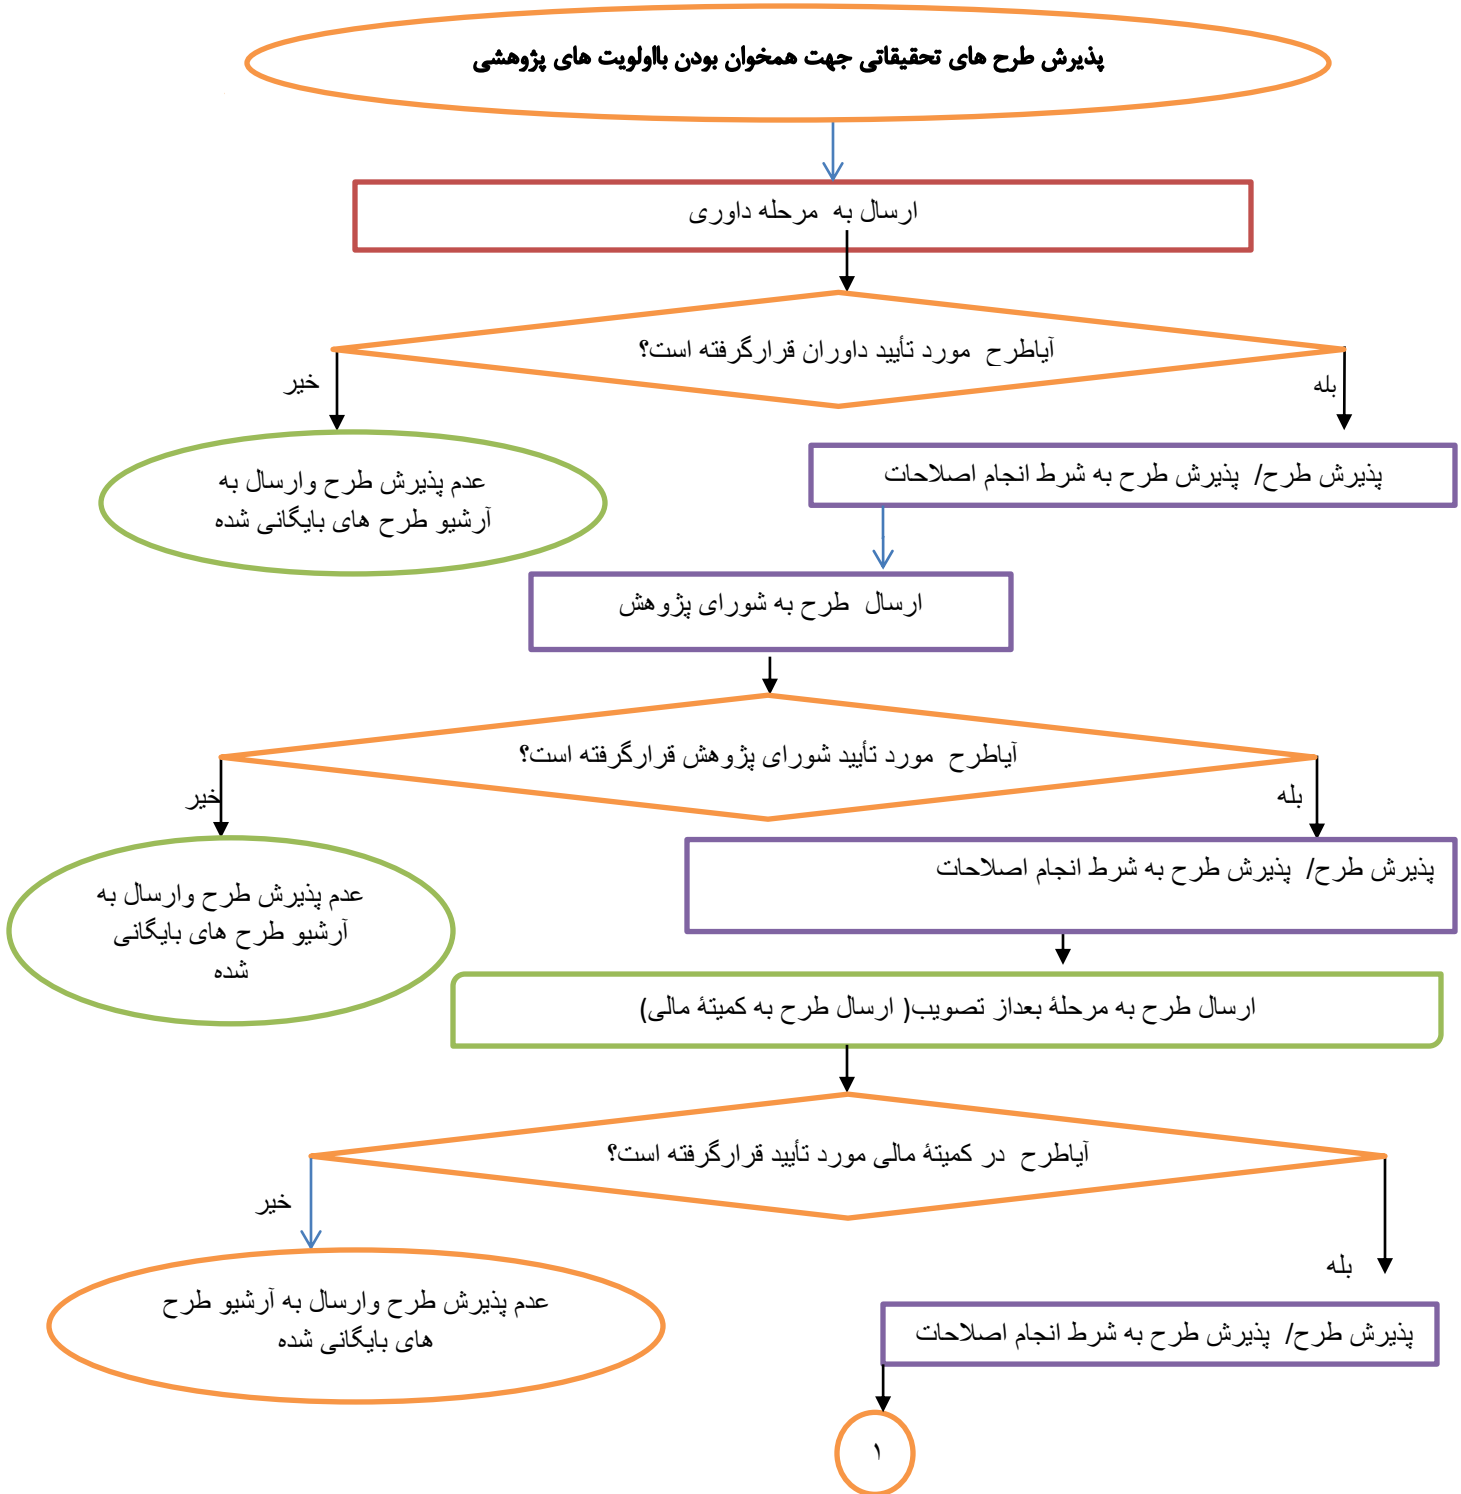 پذیرش طرح های تحقیقاتی جهت همخوان بودن بااولویت های پژوهشی
ارسال به مرحله داوری
آیاطرح مورد تأیید داوران قرارگرفته است؟
خیر
بله
عدم پذیرش طرح وارسال به
آرشیو طرح های بایگانی شده
پذیرش طرح/ پذیرش طرح به شرط انجام اصلاحات
ارسال طرح به شورای پژوهش
آیاطرح مورد تأیید شورای پژوهش قرارگرفته است؟
خیر
بله
عدم پذیرش طرح وارسال به
آرشیو طرح های بایگانی
شده
پذیرش طرح/ پذیرش طرح به شرط انجام اصلاحات
ارسال طرح به مرحلۀ بعداز تصویب( ارسال طرح به کمیتۀ مالی)
آیاطرح در کمیتۀ مالی مورد تأیید قرارگرفته است؟
خیر
بله
عدم پذیرش طرح وارسال به آرشیو طرح
های بایگانی شده
پذیرش طرح/ پذیرش طرح به شرط انجام اصلاحات
۱